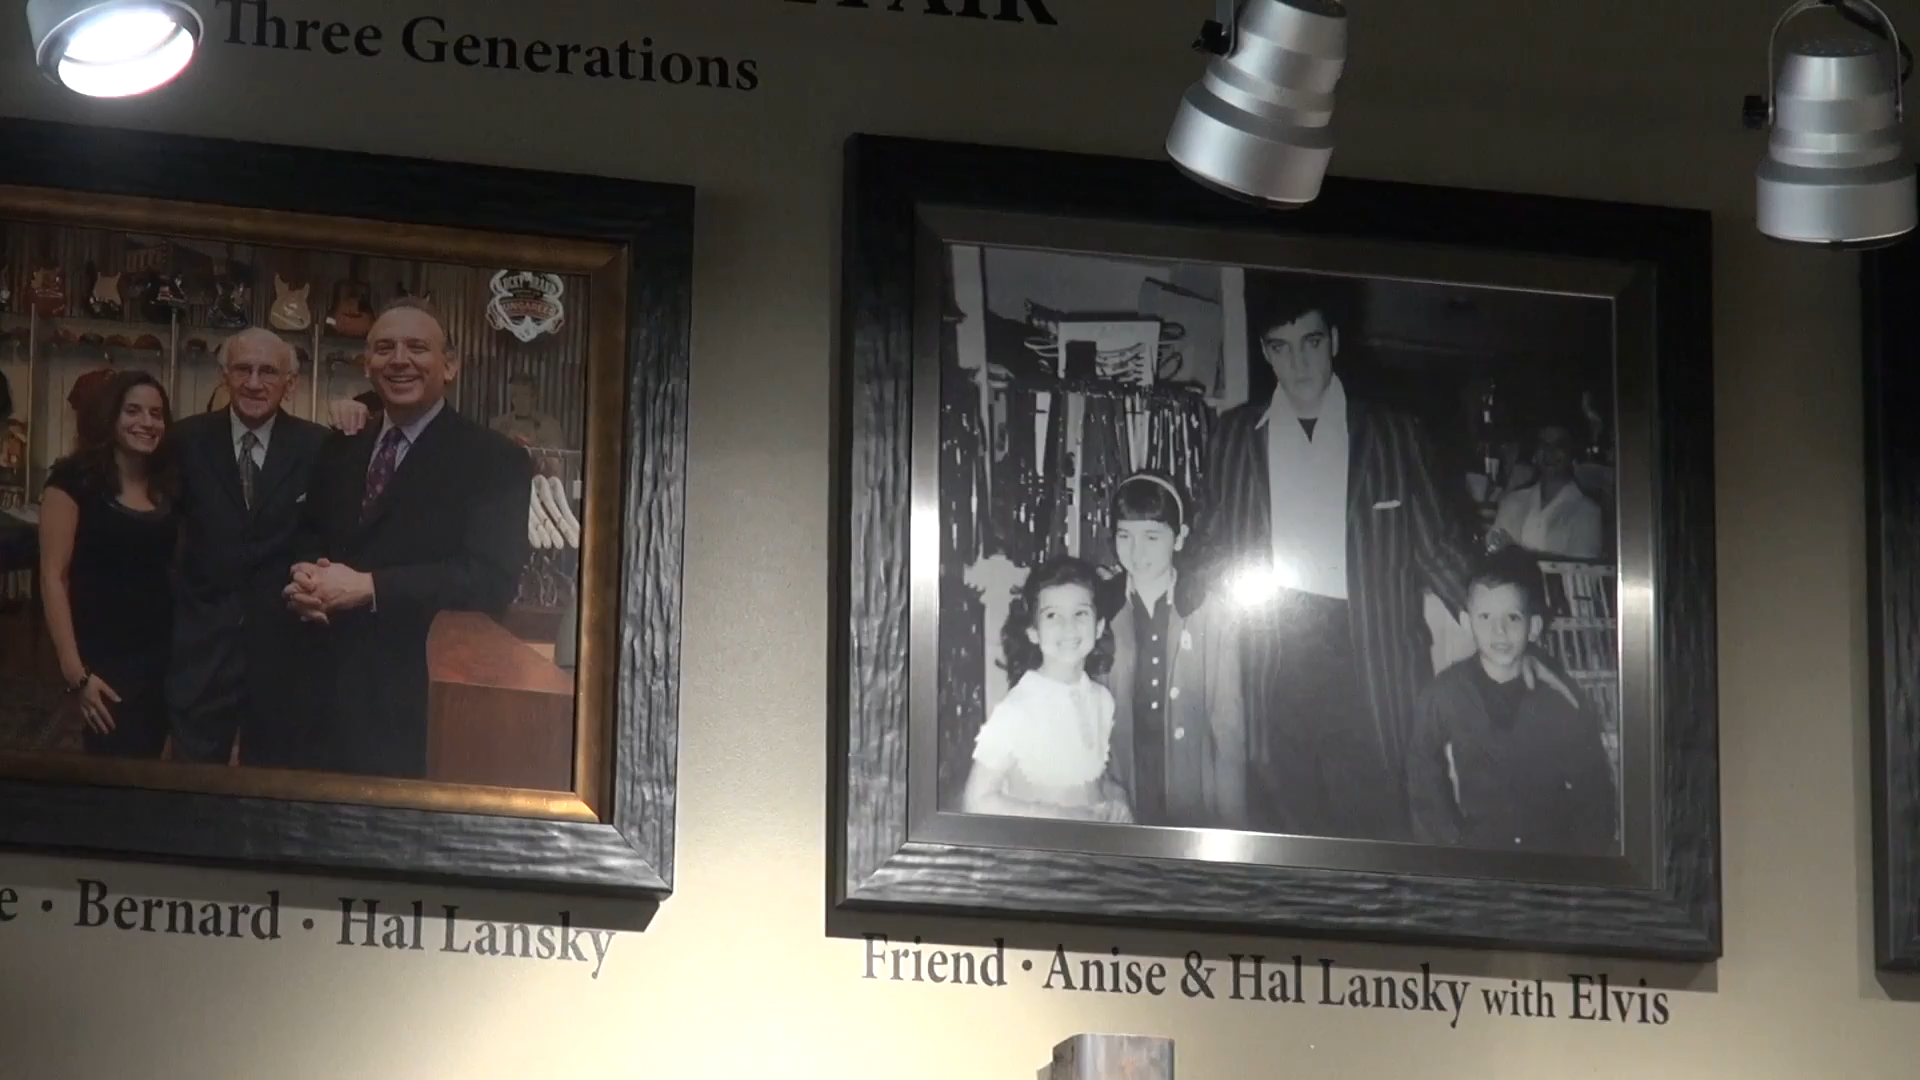 Three Generations
e • Bernard • Hal Lansky
Friend • Anise & Hal Lansky with Elvis